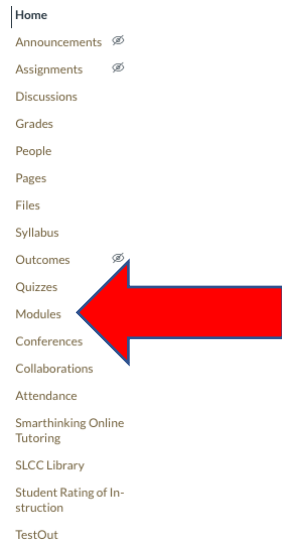 Home
Announcements
Assignments
Discussions
Grades
People
Pages
Files
Syllabus
Outcomes
Quizzes
Modules
Conferences
Collaborations
Attendance
Smarthinking Online
Tutoring
SLCC Library
Student Rating of In-
struction
TestOut